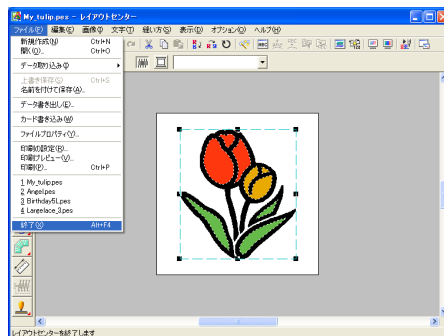 My_tulip.pes - レイアウトセンター
ファイル(F) 編集(E) 画像(I) 文字(T) 縫い方(S) 表示(D) オプション(O) ヘルプ(H)
新規作成(N) Ctrl+N
開く(O)... Ctrl+O
データ取り込み(I)
上書き保存(S) Ctrl+S
名前を付けて保存(A)...
データ書き出し(E)...
カード書き込み(W)
ファイルプロパティ(Y)...
印刷の設定(R)...
印刷プレビュー(V)...
印刷(P)... Ctrl+P
1 My_tulip.pes
2 Angel.pes
3 Birthday5L.pes
4 Largelace_3.pes
終了(X) Alt+F4
レイアウトセンターを終了します